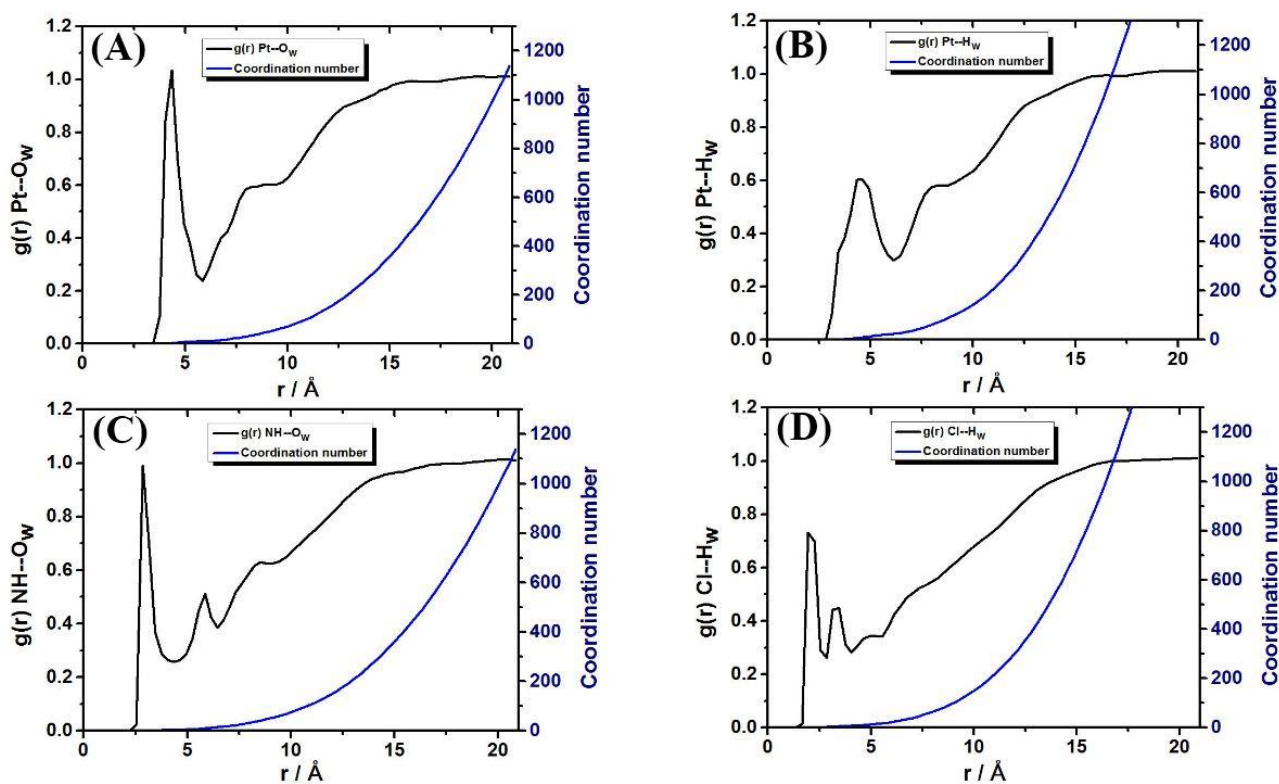 (A)
g(r) Pt--OW
Coordination number
1.2
1.0
0.8
0.6
0.4
0.2
0.0
g(r) Pt--OW
1200
1000
800
600
400
200
0
Coordination number
0 5 10 15 20
r / Å
(B)
g(r) Pt--HW
Coordination number
1.2
1.0
0.8
0.6
0.4
0.2
0.0
g(r) Pt--HW
1200
1000
800
600
400
200
0
Coordination number
0 5 10 15 20
r / Å
(C)
g(r) NH--OW
Coordination number
1.2
1.0
0.8
0.6
0.4
0.2
0.0
g(r) NH--OW
1200
1000
800
600
400
200
0
Coordination number
0 5 10 15 20
r / Å
(D)
g(r) Cl--HW
Coordination number
1.2
1.0
0.8
0.6
0.4
0.2
0.0
g(r) Cl--HW
1200
1000
800
600
400
200
0
Coordination number
0 5 10 15 20
r / Å